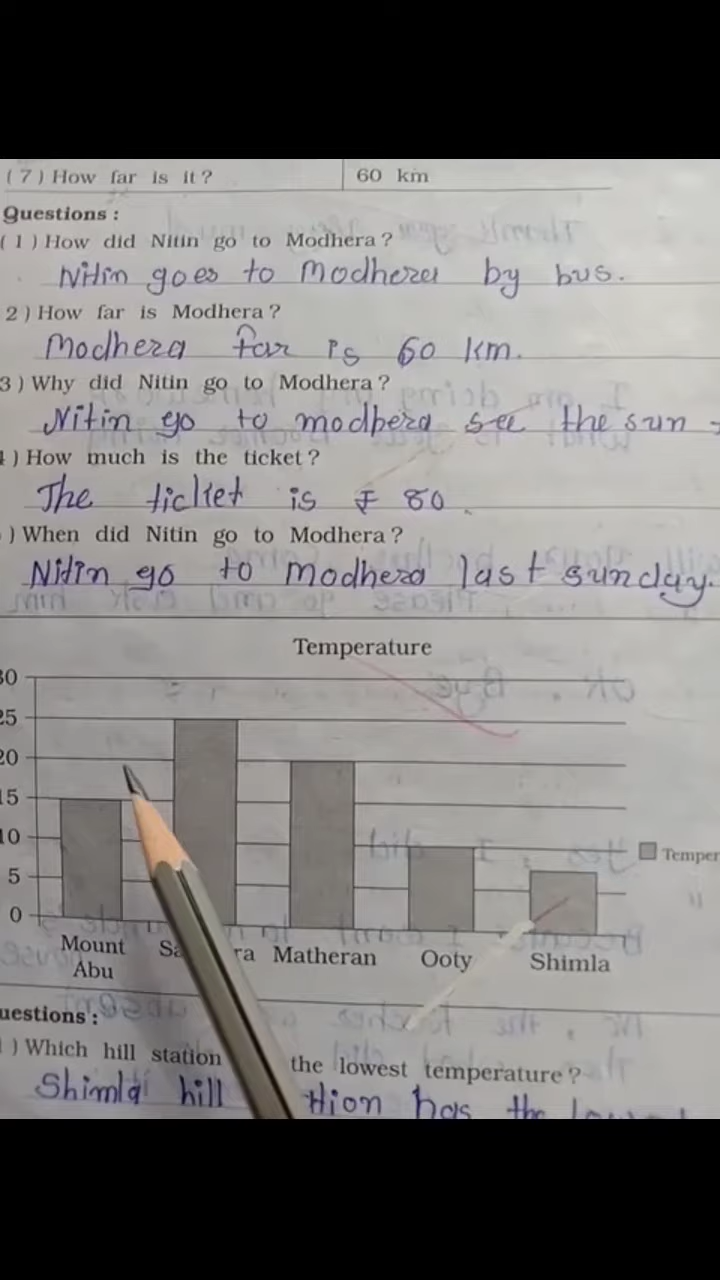 (7) How far is it? 60 km
Questions :
(1) How did Nitin go to Modhera?
Nitin goes to Modhera by bus.
2) How far is Modhera?
Modhera far is 60 km.
3) Why did Nitin go to Modhera?
Nitin go to modhera see the sun
) How much is the ticket?
The ticket is ₹ 80.
) When did Nitin go to Modhera?
Nitin go to modhera last sunday.
Temperature
30
25
20
15
10
5
0
Temper
Mount Abu Sa ra Matheran Ooty Shimla
uestions :
) Which hill station the lowest temperature?
Shimla hill tion has the